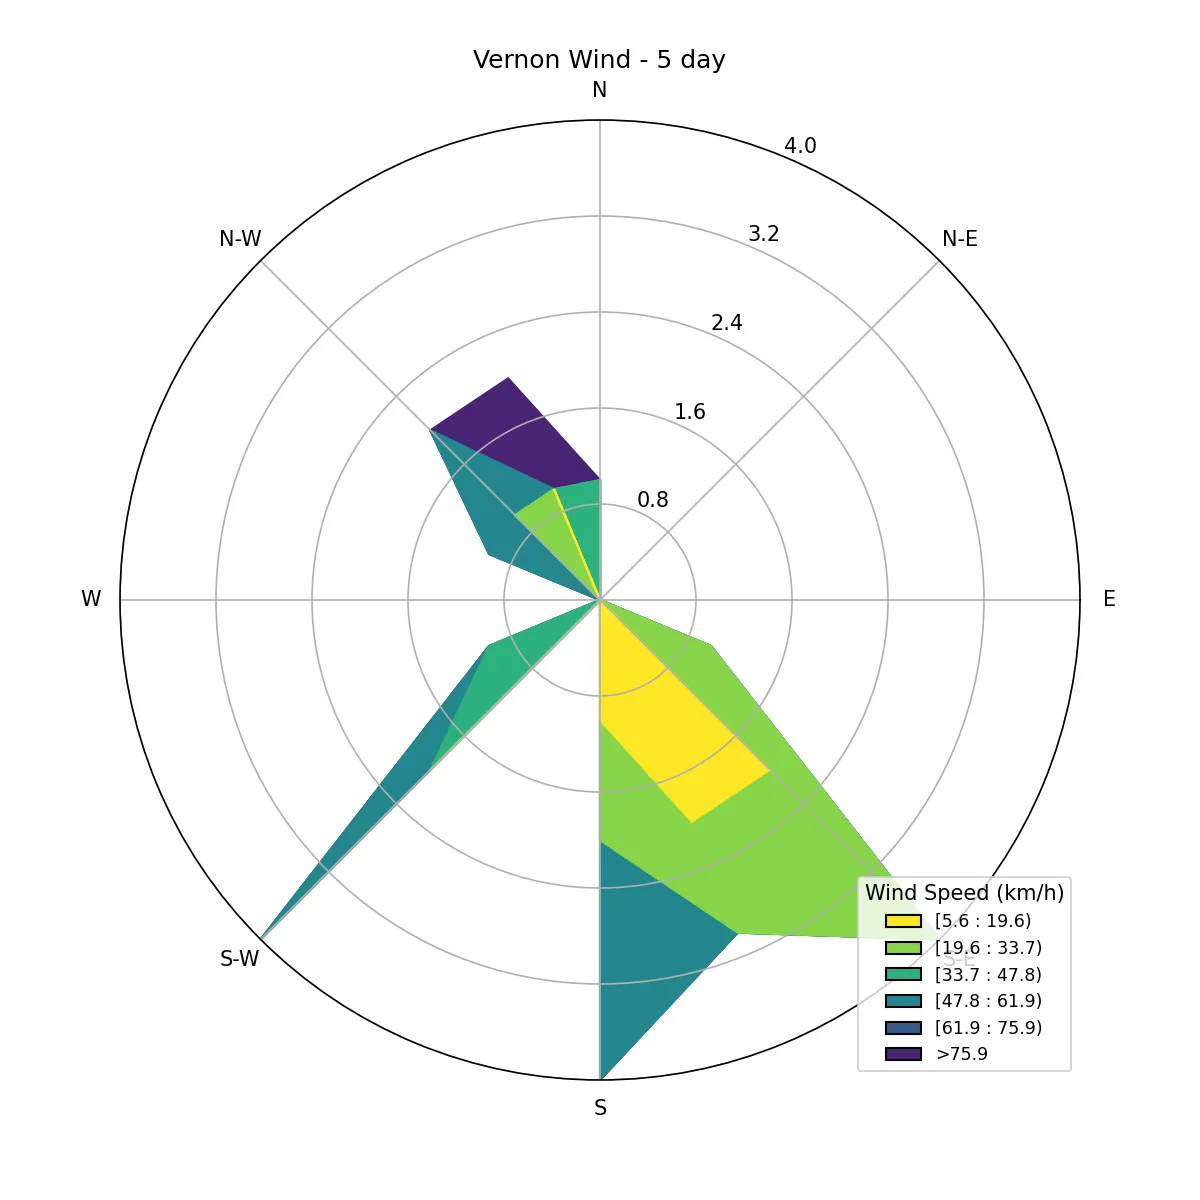 Vernon Wind - 5 day
N
4.0
N-W
3.2
N-E
2.4
1.6
0.8
W
E
Wind Speed (km/h)
[5.6 : 19.6)
[19.6 : 33.7)
[33.7 : 47.8)
[47.8 : 61.9)
[61.9 : 75.9)
>75.9
S-W
S-E
S